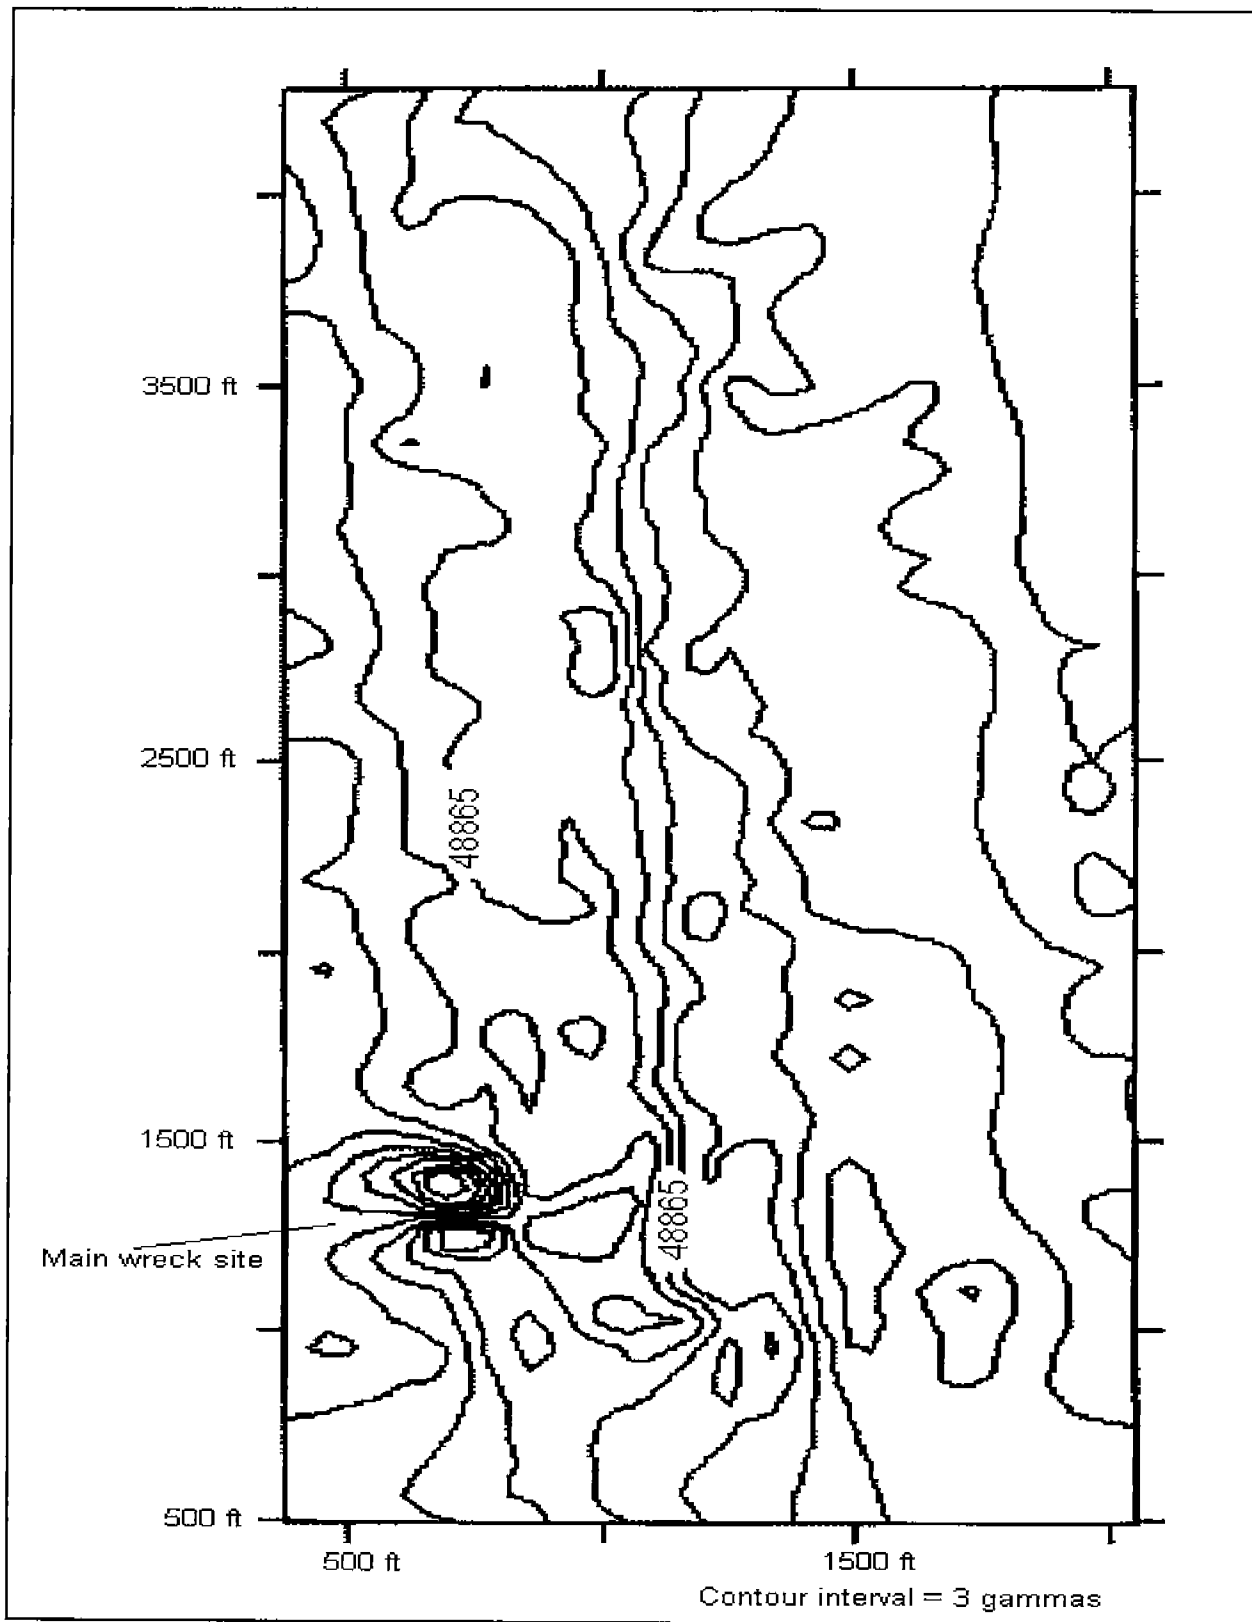 3500 ft
2500 ft
48865
1500 ft
48865
Main wreck site
500 ft
500 ft
1500 ft
Contour interval = 3 gammas